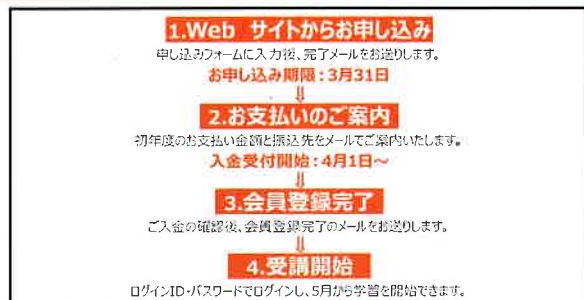 1.Web サイトからお申し込み
申し込みフォームに入力後、完了メールをお送りします。
お申し込み期限：3月31日
⇓
2.お支払いのご案内
初年度のお支払い金額と振込先をメールでご案内いたします。
入金受付開始：4月1日～
⇓
3.会員登録完了
ご入金の確認後、会員登録完了のメールをお送りします。
⇓
4.受講開始
ログインID・パスワードでログインし、5月から学習を開始できます。